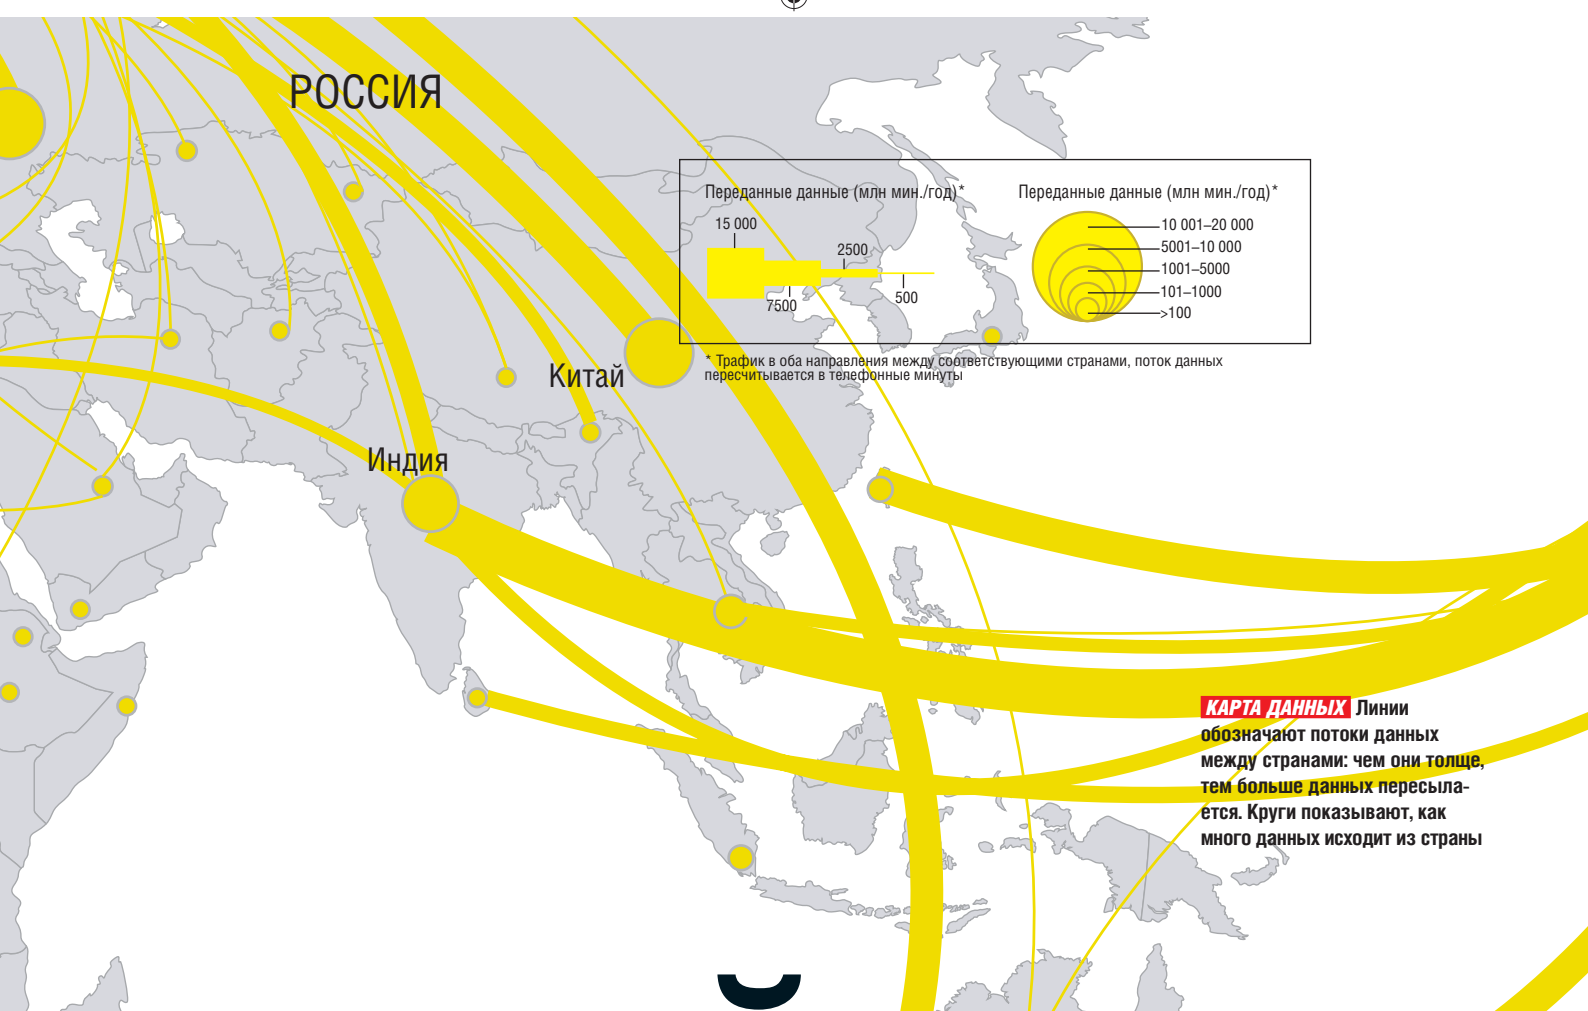 РОССИЯ
Переданные данные (млн мин./год)*
15 000
2500
7500
500
Переданные данные (млн мин./год)*
10 001–20 000
5001–10 000
1001–5000
101–1000
>100
* Трафик в оба направления между соответствующими странами, поток данных
пересчитывается в телефонные минуты
Китай
Индия
КАРТА ДАННЫХ Линии
обозначают потоки данных
между странами: чем они толще,
тем больше данных пересыла-
ется. Круги показывают, как
много данных исходит из страны